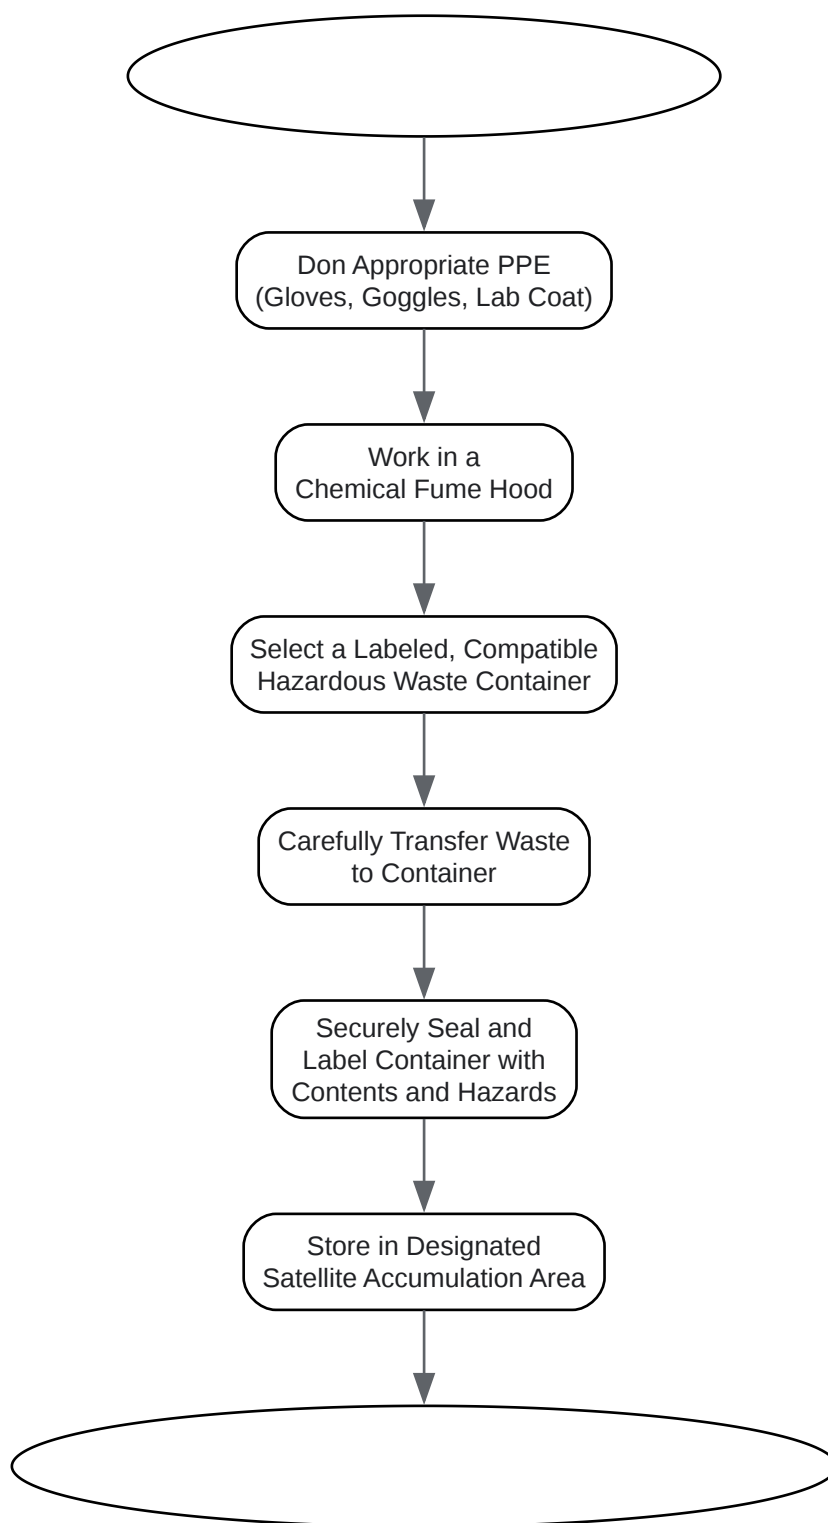 Don Appropriate PPE
(Gloves, Goggles, Lab Coat)
Work in a
Chemical Fume Hood
Select a Labeled, Compatible
Hazardous Waste Container
Carefully Transfer Waste
to Container
Securely Seal and
Label Container with
Contents and Hazards
Store in Designated
Satellite Accumulation Area